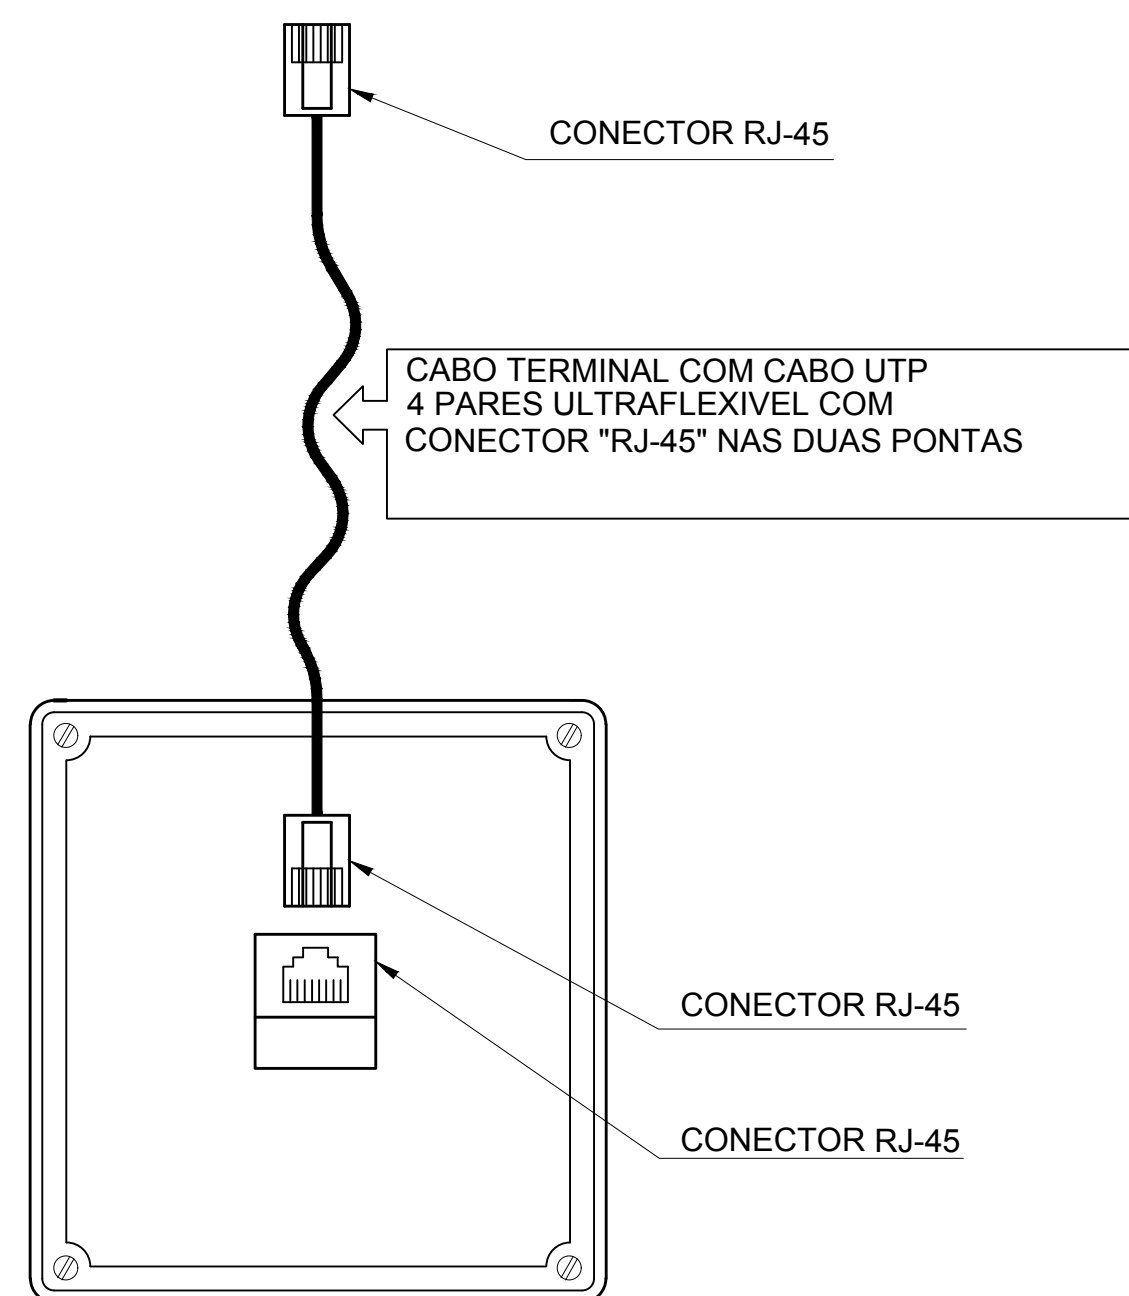 CONECTOR RJ-45
CABO TERMINAL COM CABO UTP
4 PARES ULTRAFLEXIVEL COM
CONECTOR "RJ-45" NAS DUAS PONTAS
CONECTOR RJ-45
CONECTOR RJ-45